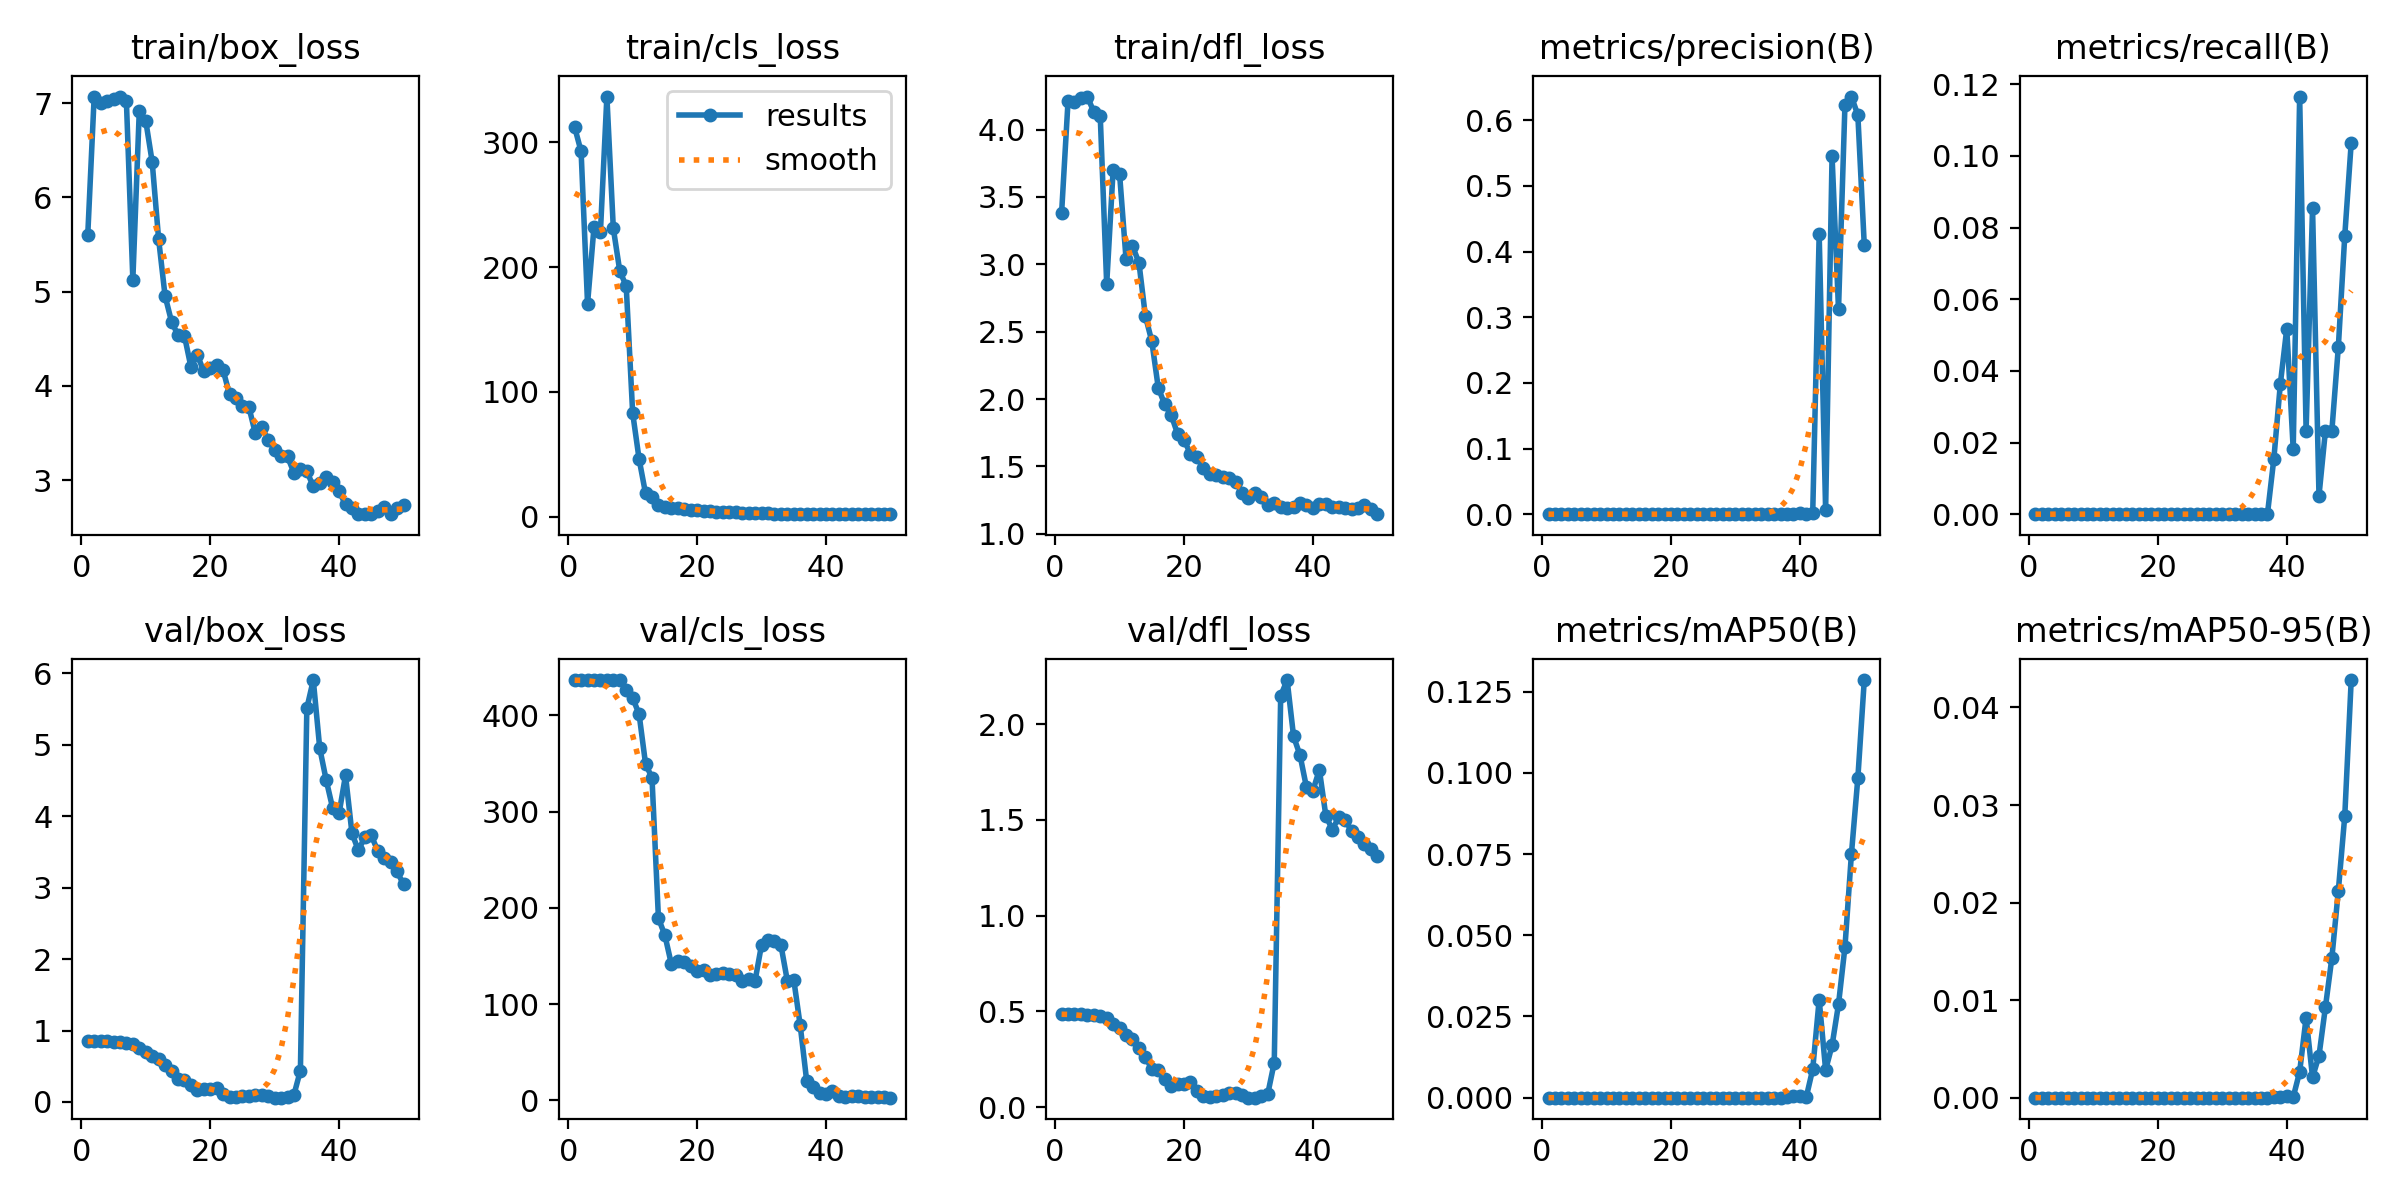 train/box_loss
7
6
5
4
3
0 20 40
train/cls_loss
results
smooth
300
200
100
0
0 20 40
train/dfl_loss
4.0
3.5
3.0
2.5
2.0
1.5
1.0
0 20 40
metrics/precision(B)
0.6
0.5
0.4
0.3
0.2
0.1
0.0
0 20 40
metrics/recall(B)
0.12
0.10
0.08
0.06
0.04
0.02
0.00
0 20 40
val/box_loss
6
5
4
3
2
1
0
0 20 40
val/cls_loss
400
300
200
100
0
0 20 40
val/dfl_loss
2.0
1.5
1.0
0.5
0.0
0 20 40
metrics/mAP50(B)
0.125
0.100
0.075
0.050
0.025
0.000
0 20 40
metrics/mAP50-95(B)
0.04
0.03
0.02
0.01
0.00
0 20 40